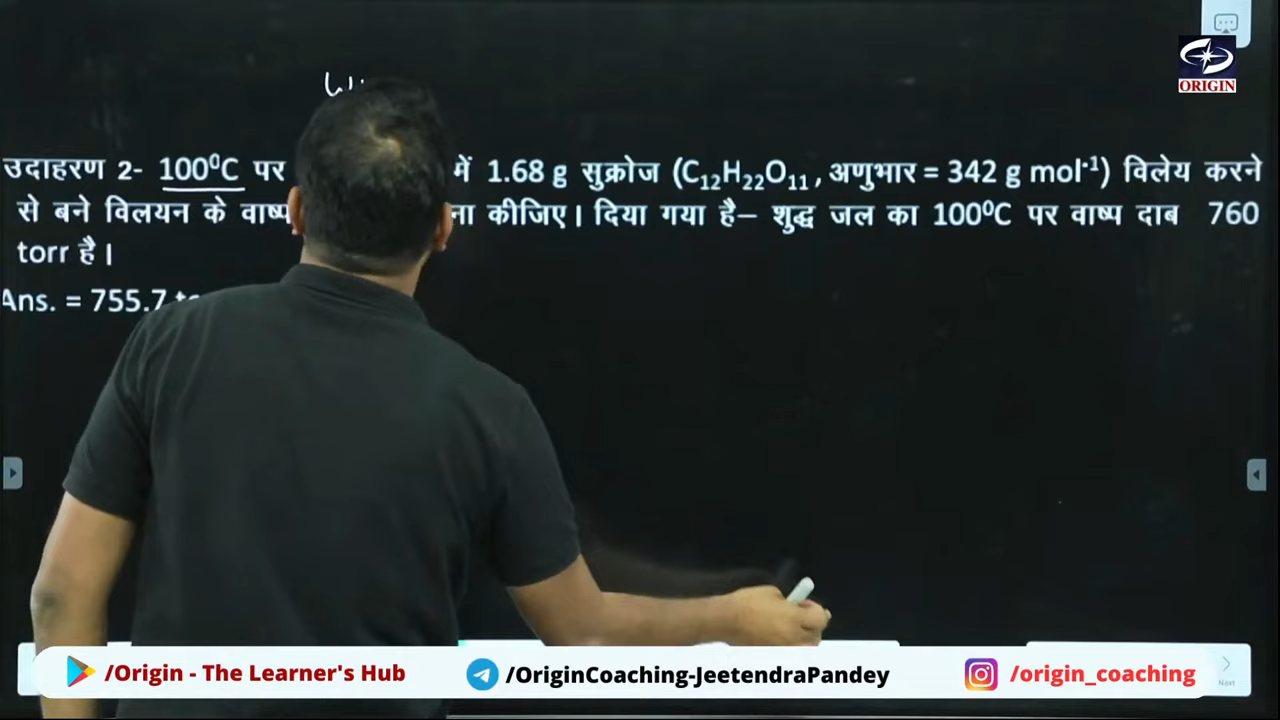 ORIGIN
उदाहरण 2- 100⁰C पर में 1.68 g सुक्रोज (C₁₂H₂₂O₁₁, अणुभार = 342 g mol⁻¹) विलेय करने
से बने विलयन के कीजिए। दिया गया है– शुद्ध जल का 100⁰C पर वाष्प दाब 760
torr है।
Ans. = 755.7
Next
/Origin - The Learner's Hub
/OriginCoaching-JeetendraPandey
/origin_coaching